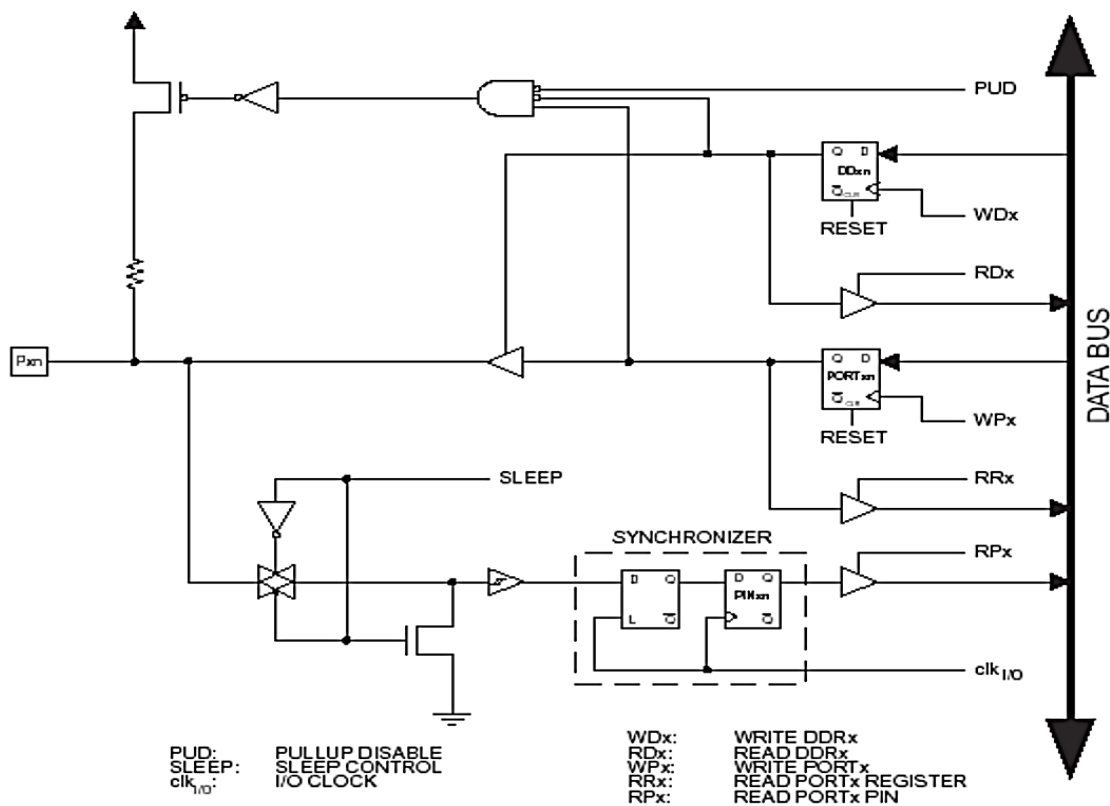 PUD
Q D
DDxn
Q CLR
WDx
RESET
RDx
Pxn
Q D
PORTxn
Q CLR
WPx
RESET
DATA BUS
SLEEP
RRx
SYNCHRONIZER
RPx
D Q
D Q
PINxn
L Q
Q
clkI/O
PUD: PULLUP DISABLE
SLEEP: SLEEP CONTROL
clkI/O: I/O CLOCK
WDx: WRITE DDRx
RDx: READ DDRx
WPx: WRITE PORTx
RRx: READ PORTx REGISTER
RPx: READ PORTx PIN